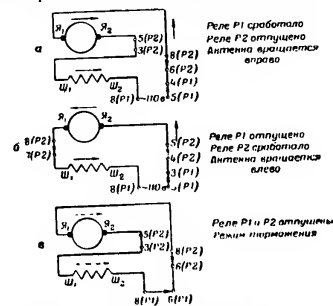 а
Я₁ Я₂
5(Р2)
3(Р2)
8(Р2)
6(Р2)
4(Р1)
Ш₁ Ш₂
8(Р1) -110в 5(Р1)
Реле Р1 сработало
Реле Р2 отпущено
Антенна вращается
вправо
б
Я₁ Я₂
8(Р2)
7(Р2)
5(Р2)
4(Р2)
3(Р1)
Ш₁ Ш₂
8(Р1) -110в
Реле Р1 отпущено
Реле Р2 сработало
Антенна вращается
влево
в
Я₁ Я₂
5(Р2)
3(Р2)
8(Р2)
6(Р2)
Ш₁ Ш₂
8(Р1) 6(Р1)
Реле Р1 и Р2 отпущены
Режим торможения